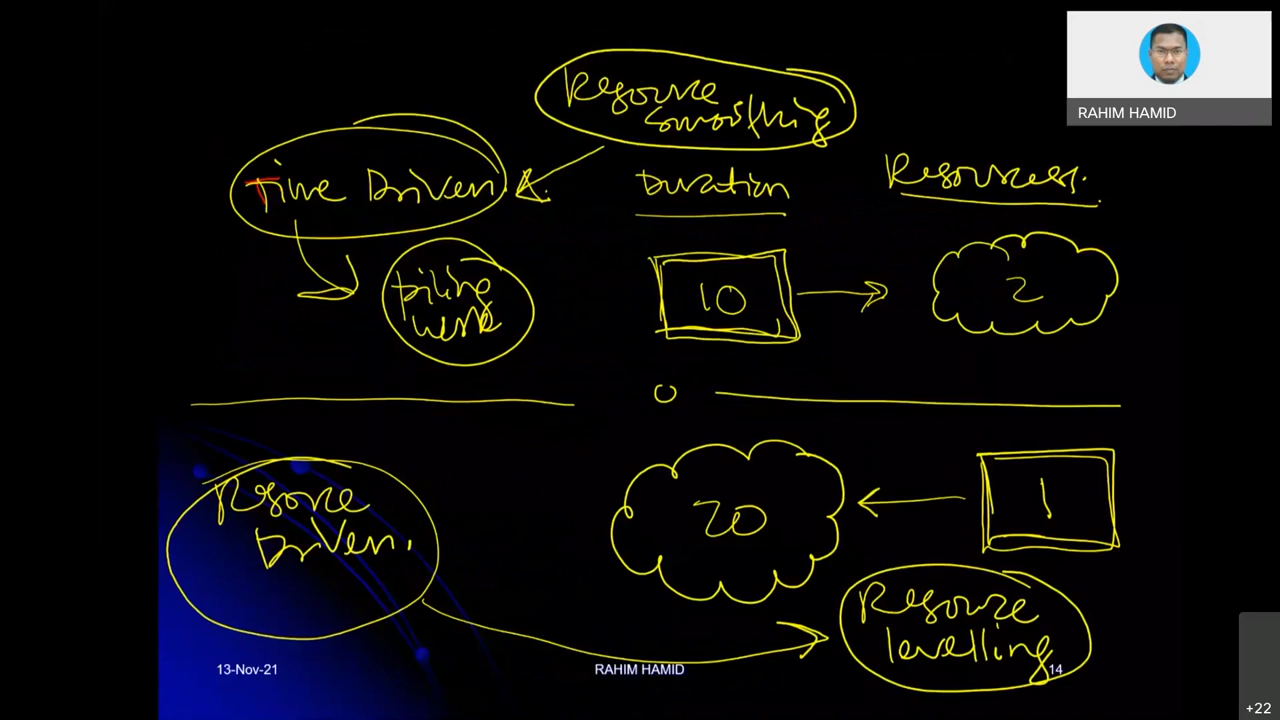 Resource
smoothing
RAHIM HAMID
Time Driven
Duration
Resources.
piling
work
10
2
0
Resource
Driven.
20
1
Resource
levelling
13-Nov-21
RAHIM HAMID
14
+22